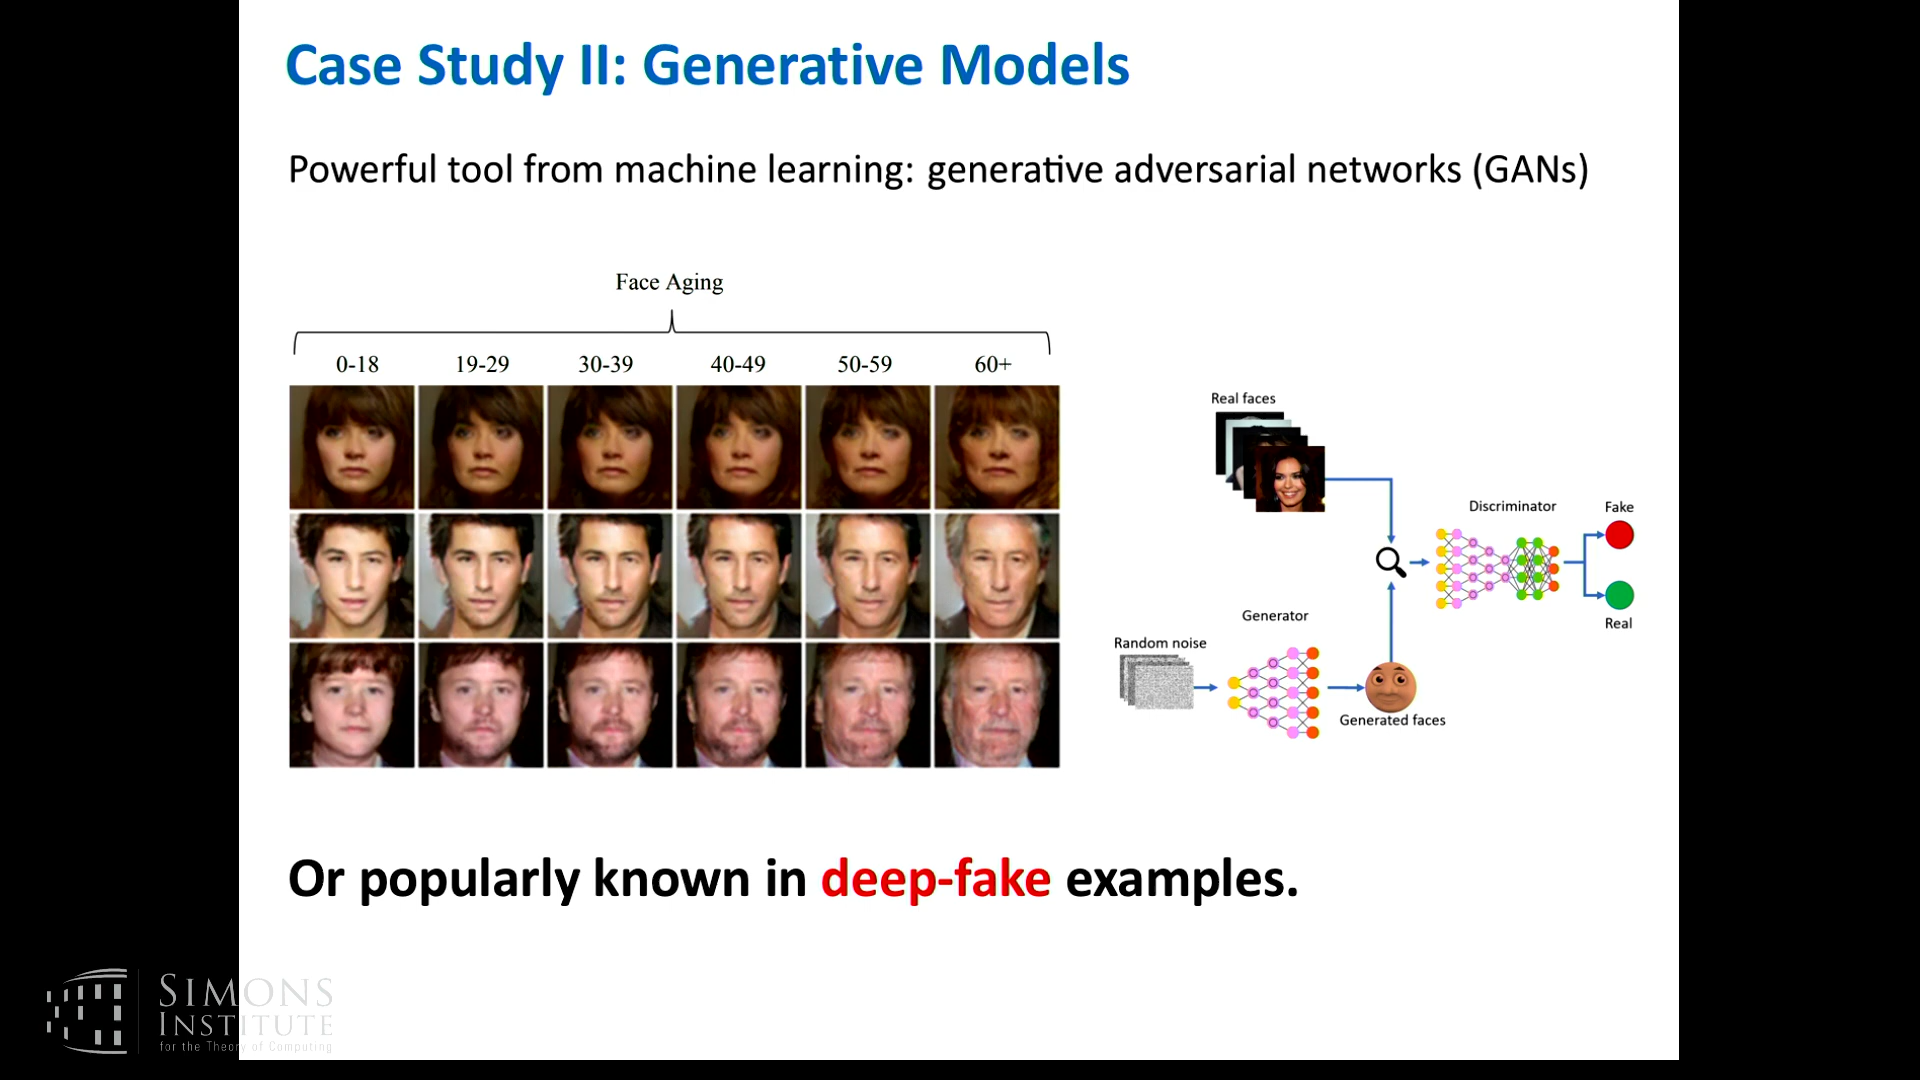 Case Study II: Generative Models
Powerful tool from machine learning: generative adversarial networks (GANs)
Face Aging
0-18 19-29 30-39 40-49 50-59 60+
Real faces
Discriminator
Fake
Real
Generator
Random noise
Generated faces
Or popularly known in deep-fake examples.
SIMONS
INSTITUTE
for the Theory of Computing